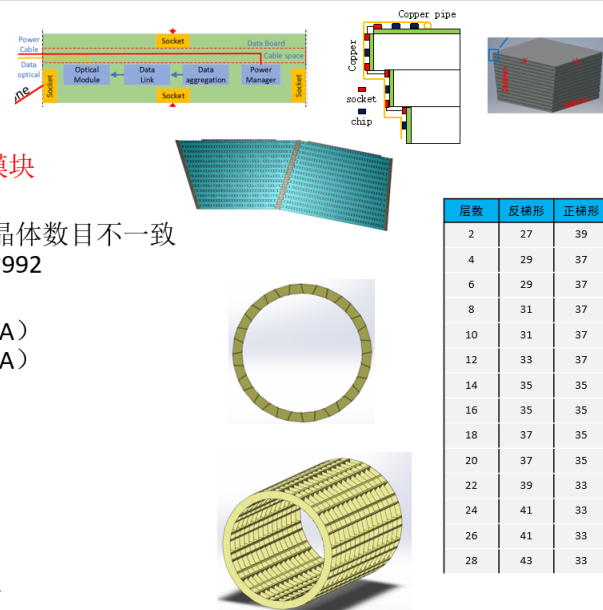 Socket
Power
Cable
Data Board
Cable space
Data
optical
Optical
Module
Data
Link
Data
aggregation
Power
Manager
Socket
Socket
Socket
ne
Copper pipe
Copper
socket
chip
模块
晶体数目不一致
992
A）
A）
层数 反梯形 正梯形
2 27 39
4 29 37
6 29 37
8 31 37
10 31 37
12 33 37
14 35 35
16 35 35
18 37 35
20 37 35
22 39 33
24 41 33
26 41 33
28 43 33